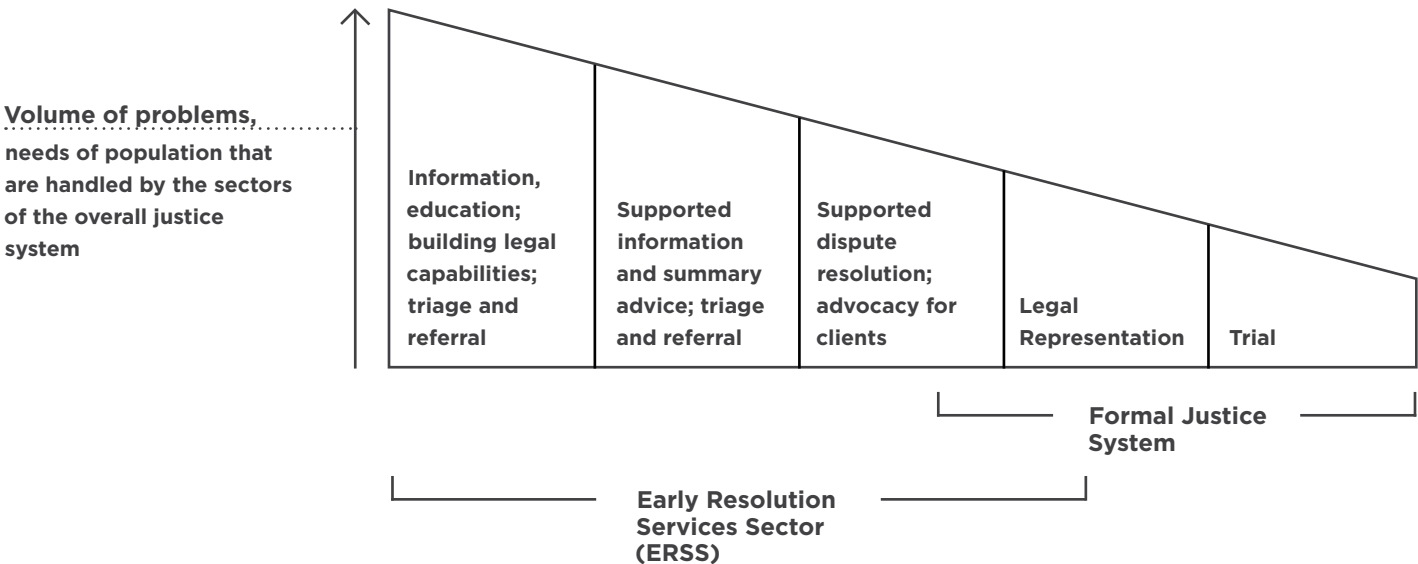 Volume of problems,
needs of population that
are handled by the sectors
of the overall justice
system
Information,
education;
building legal
capabilities;
triage and
referral
Supported
information
and summary
advice; triage
and referral
Supported
dispute
resolution;
advocacy for
clients
Legal
Representation
Trial
Formal Justice
System
Early Resolution
Services Sector
(ERSS)